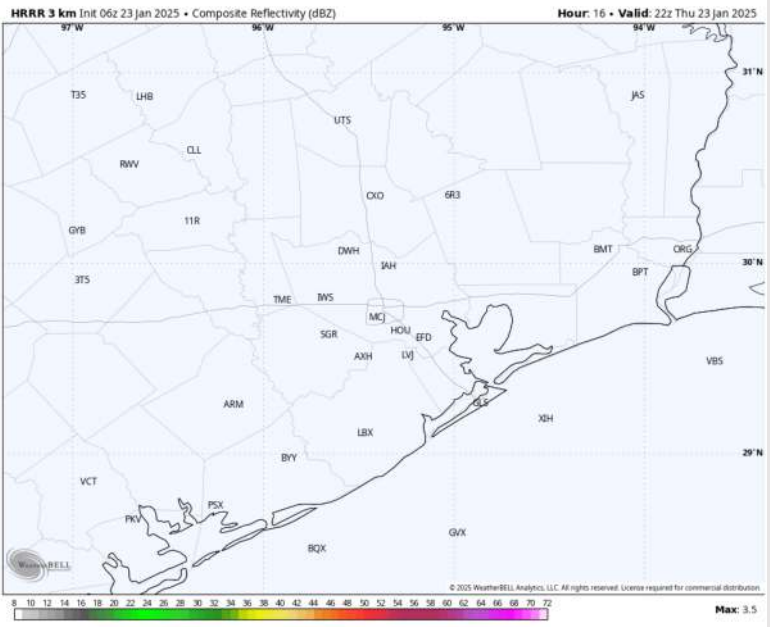 HRRR 3 km Init 06z 23 Jan 2025 • Composite Reflectivity (dBZ) Hour: 16 • Valid: 22z Thu 23 Jan 2025
97°W 96°W 95°W 94°W
31°N
T35 LHB JAS
UTS
CLL
RWV
CXO 6R3
11R
GYB
DWH BMT ORG
IAH 30°N
3T5 BPT
TME IWS
MCJ
SGR HOU EFD
AXH LVJ
VBS
ARM GLS
XIH
LBX
29°N
BYY
VCT
PSX
PKV
GVX
BQX
WeatherBELL
© 2025 WeatherBELL Analytics, LLC. All rights reserved. License required for commercial distribution.
8 10 12 14 16 18 20 22 24 26 28 30 32 34 36 38 40 42 44 46 48 50 52 54 56 58 60 62 64 66 68 70 72 Max: 3.5